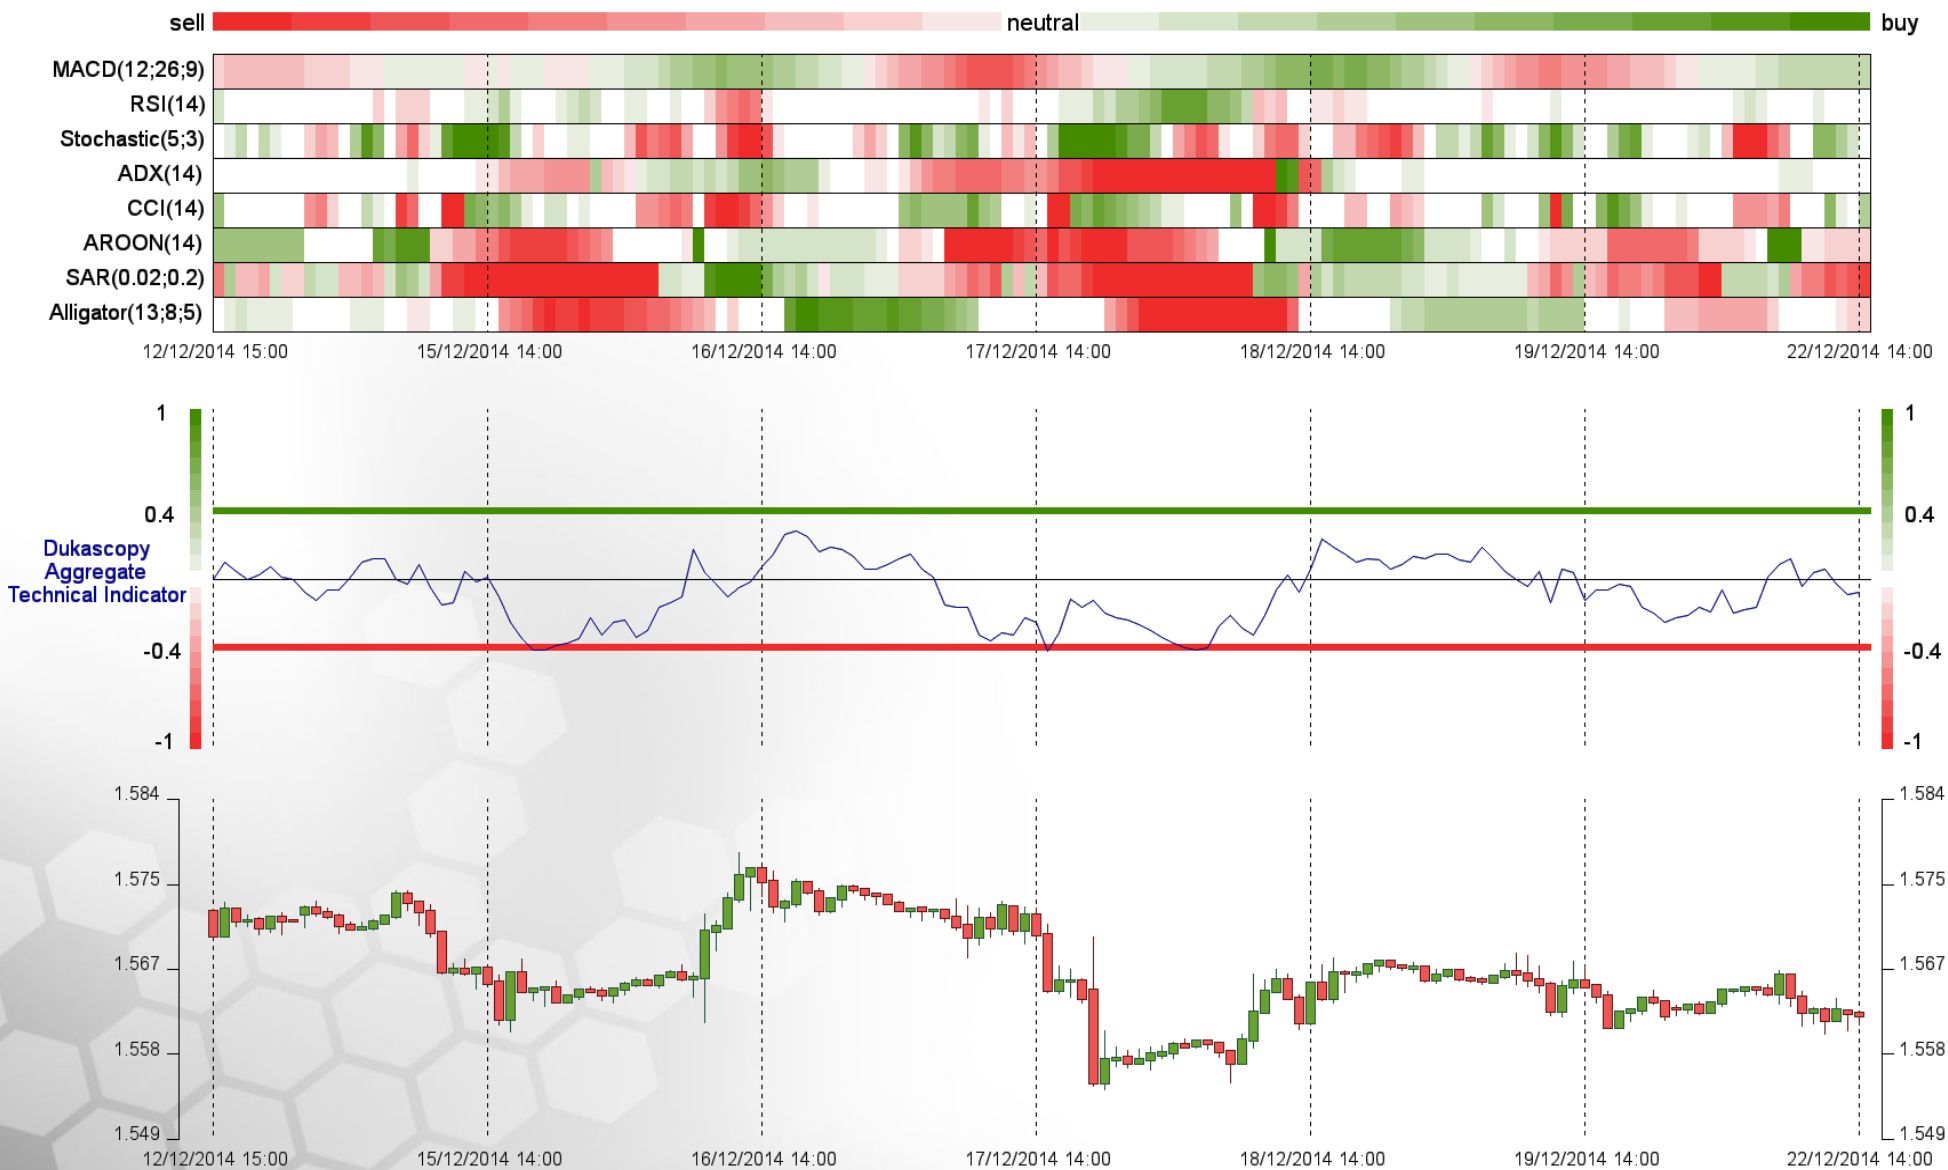 sell neutral buy
MACD(12;26;9)
RSI(14)
Stochastic(5;3)
ADX(14)
CCI(14)
AROON(14)
SAR(0.02;0.2)
Alligator(13;8;5)
12/12/2014 15:00 15/12/2014 14:00 16/12/2014 14:00 17/12/2014 14:00 18/12/2014 14:00 19/12/2014 14:00 22/12/2014 14:00
1 1
0.4 0.4
Dukascopy
Aggregate
Technical Indicator
-0.4 -0.4
-1 -1
1.584 1.584
1.575 1.575
1.567 1.567
1.558 1.558
1.549 1.549
12/12/2014 15:00 15/12/2014 14:00 16/12/2014 14:00 17/12/2014 14:00 18/12/2014 14:00 19/12/2014 14:00 22/12/2014 14:00